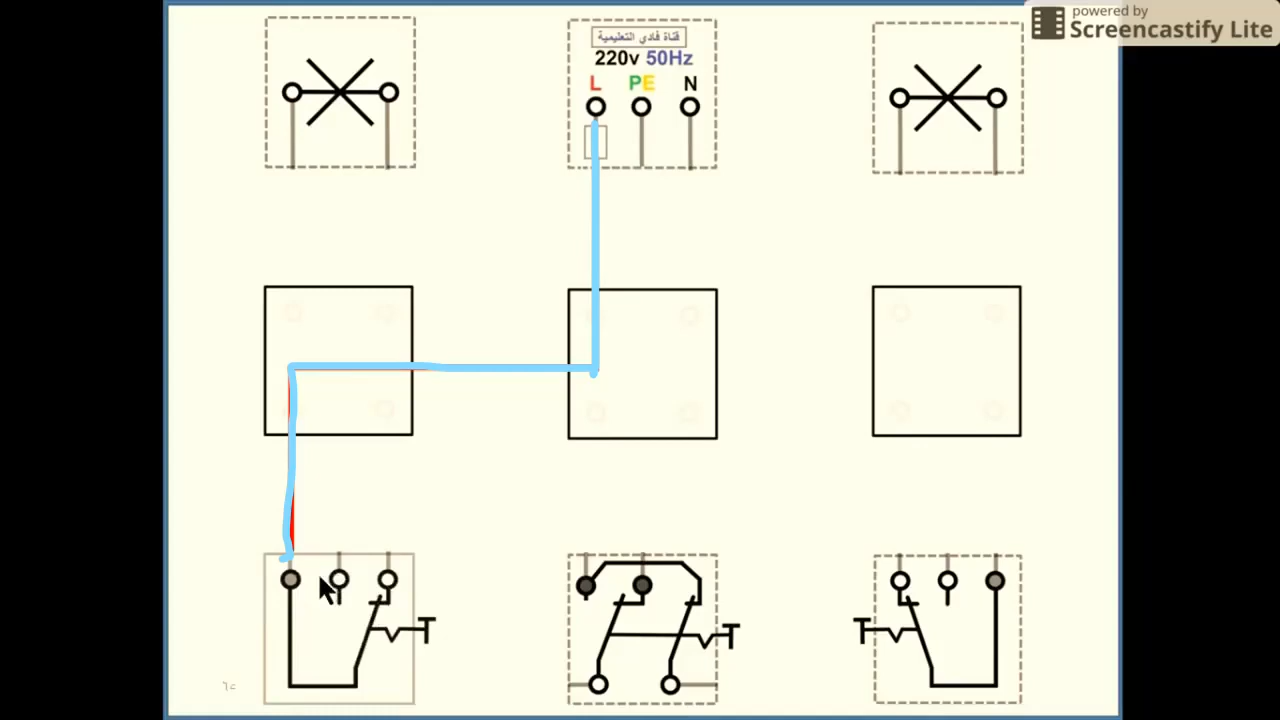 powered by
Screencastify Lite
قناة فادي التعليمية
220v 50Hz
L PE N
T T T